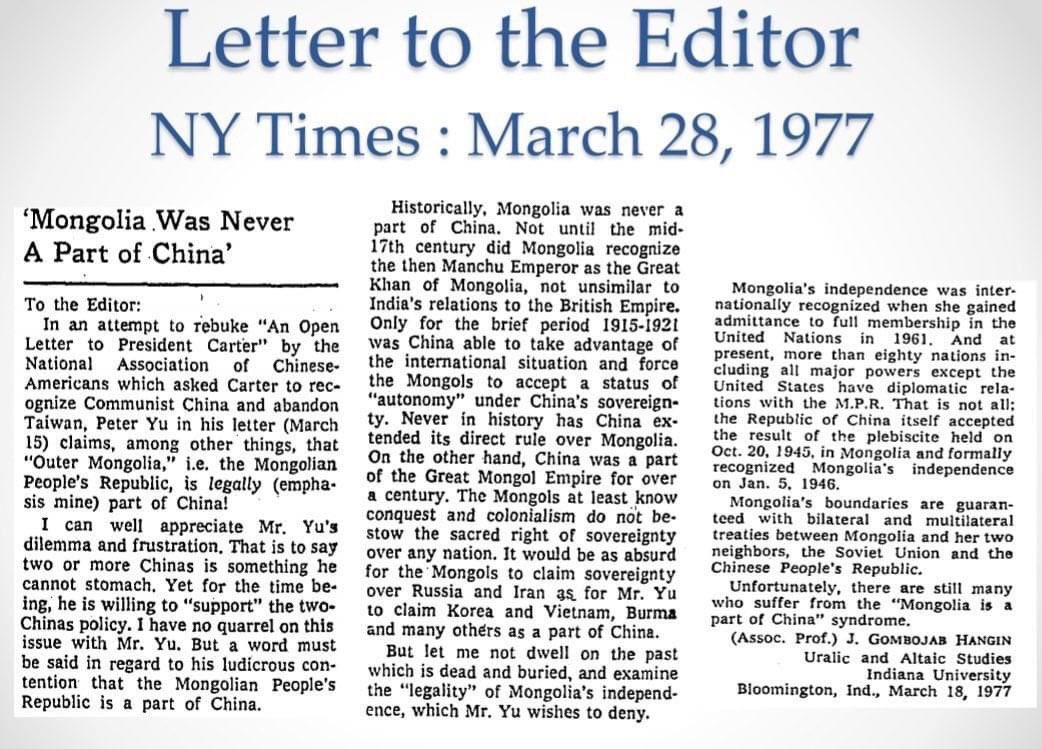 Letter to the Editor
NY Times : March 28, 1977
‘Mongolia Was Never
A Part of China’
To the Editor:
In an attempt to rebuke “An Open
Letter to President Carter” by the
National Association of Chinese-
Americans which asked Carter to rec-
ognize Communist China and abandon
Taiwan, Peter Yu in his letter (March
15) claims, among other things, that
“Outer Mongolia,” i.e. the Mongolian
People's Republic, is legally (empha-
sis mine) part of China!
I can well appreciate Mr. Yu's
dilemma and frustration. That is to say
two or more Chinas is something he
cannot stomach. Yet for the time be-
ing, he is willing to “support” the two-
Chinas policy. I have no quarrel on this
issue with Mr. Yu. But a word must
be said in regard to his ludicrous con-
tention that the Mongolian People's
Republic is a part of China.
Historically, Mongolia was never a
part of China. Not until the mid-
17th century did Mongolia recognize
the then Manchu Emperor as the Great
Khan of Mongolia, not unsimilar to
India's relations to the British Empire.
Only for the brief period 1915-1921
was China able to take advantage of
the international situation and force
the Mongols to accept a status of
“autonomy” under China's sovereign-
ty. Never in history has China ex-
tended its direct rule over Mongolia.
On the other hand, China was a part
of the Great Mongol Empire for over
a century. The Mongols at least know
conquest and colonialism do not be-
stow the sacred right of sovereignty
over any nation. It would be as absurd
for the Mongols to claim sovereignty
over Russia and Iran as for Mr. Yu
to claim Korea and Vietnam, Burma
and many others as a part of China.
But let me not dwell on the past
which is dead and buried, and examine
the “legality” of Mongolia's independ-
ence, which Mr. Yu wishes to deny.
Mongolia's independence was inter-
nationally recognized when she gained
admittance to full membership in the
United Nations in 1961. And at
present, more than eighty nations in-
cluding all major powers except the
United States have diplomatic rela-
tions with the M.P.R. That is not all;
the Republic of China itself accepted
the result of the plebiscite held on
Oct. 20, 1945, in Mongolia and formally
recognized Mongolia's independence
on Jan. 5, 1946.
Mongolia's boundaries are guaran-
teed with bilateral and multilateral
treaties between Mongolia and her two
neighbors, the Soviet Union and the
Chinese People's Republic.
Unfortunately, there are still many
who suffer from the “Mongolia is a
part of China” syndrome.
(Assoc. Prof.) J. GOMBOJAB HANGIN
Uralic and Altaic Studies
Indiana University
Bloomington, Ind., March 18, 1977